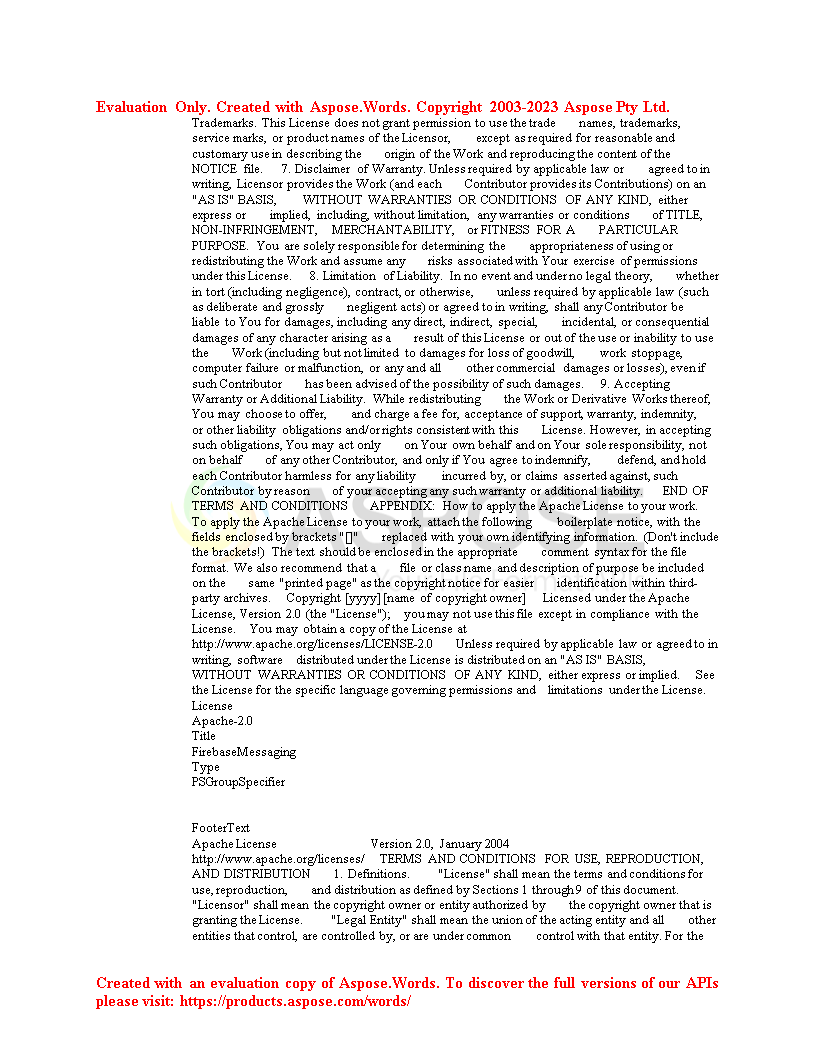 Evaluation Only. Created with Aspose.Words. Copyright 2003-2023 Aspose Pty Ltd.
Trademarks. This License does not grant permission to use the trade names, trademarks,
service marks, or product names of the Licensor, except as required for reasonable and
customary use in describing the origin of the Work and reproducing the content of the
NOTICE file. 7. Disclaimer of Warranty. Unless required by applicable law or agreed to in
writing, Licensor provides the Work (and each Contributor provides its Contributions) on an
"AS IS" BASIS, WITHOUT WARRANTIES OR CONDITIONS OF ANY KIND, either
express or implied, including, without limitation, any warranties or conditions of TITLE,
NON-INFRINGEMENT, MERCHANTABILITY, or FITNESS FOR A PARTICULAR
PURPOSE. You are solely responsible for determining the appropriateness of using or
redistributing the Work and assume any risks associated with Your exercise of permissions
under this License. 8. Limitation of Liability. In no event and under no legal theory, whether
in tort (including negligence), contract, or otherwise, unless required by applicable law (such
as deliberate and grossly negligent acts) or agreed to in writing, shall any Contributor be
liable to You for damages, including any direct, indirect, special, incidental, or consequential
damages of any character arising as a result of this License or out of the use or inability to use
the Work (including but not limited to damages for loss of goodwill, work stoppage,
computer failure or malfunction, or any and all other commercial damages or losses), even if
such Contributor has been advised of the possibility of such damages. 9. Accepting
Warranty or Additional Liability. While redistributing the Work or Derivative Works thereof,
You may choose to offer, and charge a fee for, acceptance of support, warranty, indemnity,
or other liability obligations and/or rights consistent with this License. However, in accepting
such obligations, You may act only on Your own behalf and on Your sole responsibility, not
on behalf of any other Contributor, and only if You agree to indemnify, defend, and hold
each Contributor harmless for any liability incurred by, or claims asserted against, such
Contributor by reason of your accepting any such warranty or additional liability. END OF
TERMS AND CONDITIONS APPENDIX: How to apply the Apache License to your work.
To apply the Apache License to your work, attach the following boilerplate notice, with the
fields enclosed by brackets "[]" replaced with your own identifying information. (Don't include
the brackets!) The text should be enclosed in the appropriate comment syntax for the file
format. We also recommend that a file or class name and description of purpose be included
on the same "printed page" as the copyright notice for easier identification within third-
party archives. Copyright [yyyy] [name of copyright owner] Licensed under the Apache
License, Version 2.0 (the "License"); you may not use this file except in compliance with the
License. You may obtain a copy of the License at
http://www.apache.org/licenses/LICENSE-2.0 Unless required by applicable law or agreed to in
writing, software distributed under the License is distributed on an "AS IS" BASIS,
WITHOUT WARRANTIES OR CONDITIONS OF ANY KIND, either express or implied. See
the License for the specific language governing permissions and limitations under the License.
License
Apache-2.0
Title
FirebaseMessaging
Type
PSGroupSpecifier
FooterText
Apache License Version 2.0, January 2004
http://www.apache.org/licenses/ TERMS AND CONDITIONS FOR USE, REPRODUCTION,
AND DISTRIBUTION 1. Definitions. "License" shall mean the terms and conditions for
use, reproduction, and distribution as defined by Sections 1 through 9 of this document.
"Licensor" shall mean the copyright owner or entity authorized by the copyright owner that is
granting the License. "Legal Entity" shall mean the union of the acting entity and all other
entities that control, are controlled by, or are under common control with that entity. For the
Created with an evaluation copy of Aspose.Words. To discover the full versions of our APIs
please visit: https://products.aspose.com/words/
ASPOSE